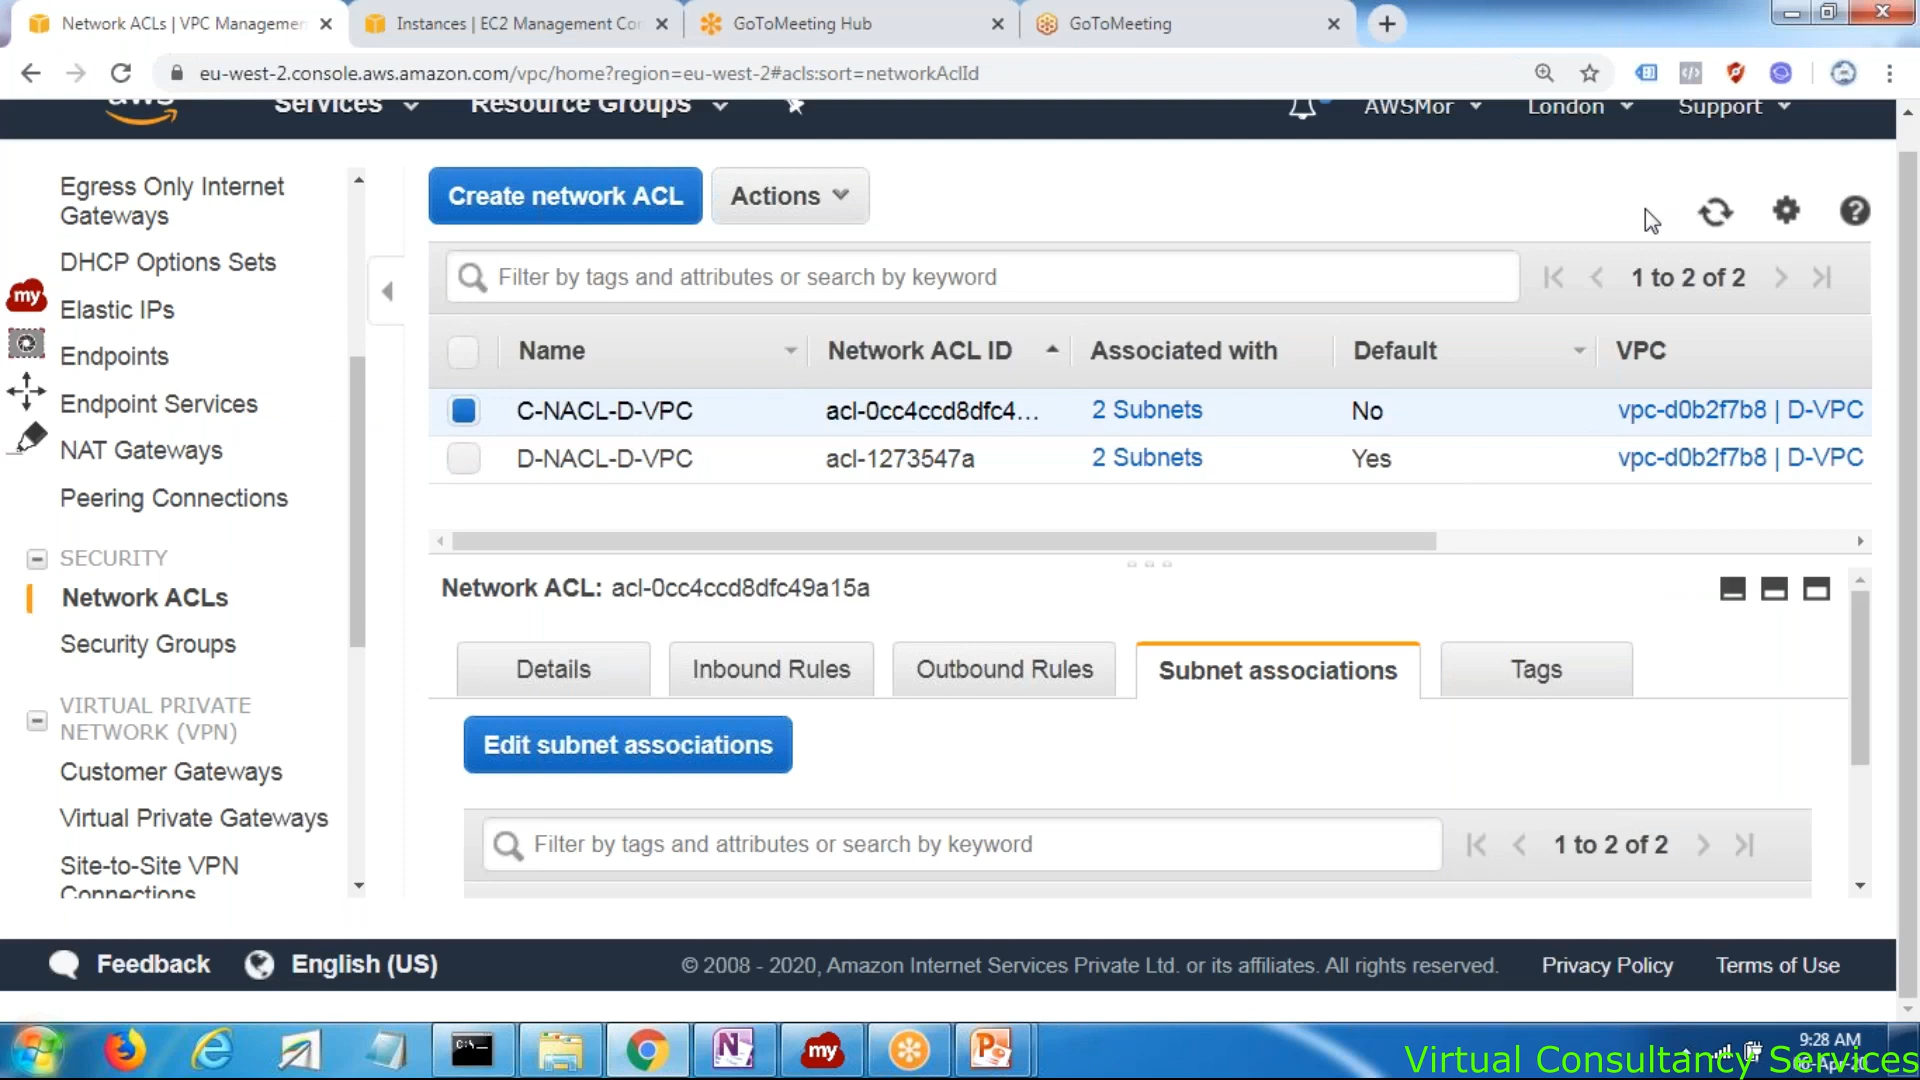 Network ACLs | VPC Managemen
Instances | EC2 Management Con
GoToMeeting Hub
GoToMeeting
eu-west-2.console.aws.amazon.com/vpc/home?region=eu-west-2#acls:sort=networkAclId
aws
Services
Resource Groups
AWSMor
London
Support
Egress Only Internet
Gateways
DHCP Options Sets
Elastic IPs
Endpoints
Endpoint Services
NAT Gateways
Peering Connections
SECURITY
Network ACLs
Security Groups
VIRTUAL PRIVATE
NETWORK (VPN)
Customer Gateways
Virtual Private Gateways
Site-to-Site VPN
Connections
my
Create network ACL
Actions
Filter by tags and attributes or search by keyword
1 to 2 of 2
Name
Network ACL ID
Associated with
Default
VPC
C-NACL-D-VPC
acl-0cc4ccd8dfc4...
2 Subnets
No
vpc-d0b2f7b8 | D-VPC
D-NACL-D-VPC
acl-1273547a
2 Subnets
Yes
vpc-d0b2f7b8 | D-VPC
Network ACL: acl-0cc4ccd8dfc49a15a
Details
Inbound Rules
Outbound Rules
Subnet associations
Tags
Edit subnet associations
Filter by tags and attributes or search by keyword
1 to 2 of 2
Feedback
English (US)
© 2008 - 2020, Amazon Internet Services Private Ltd. or its affiliates. All rights reserved.
Privacy Policy
Terms of Use
my
9:28 AM
Virtual Consultancy Services